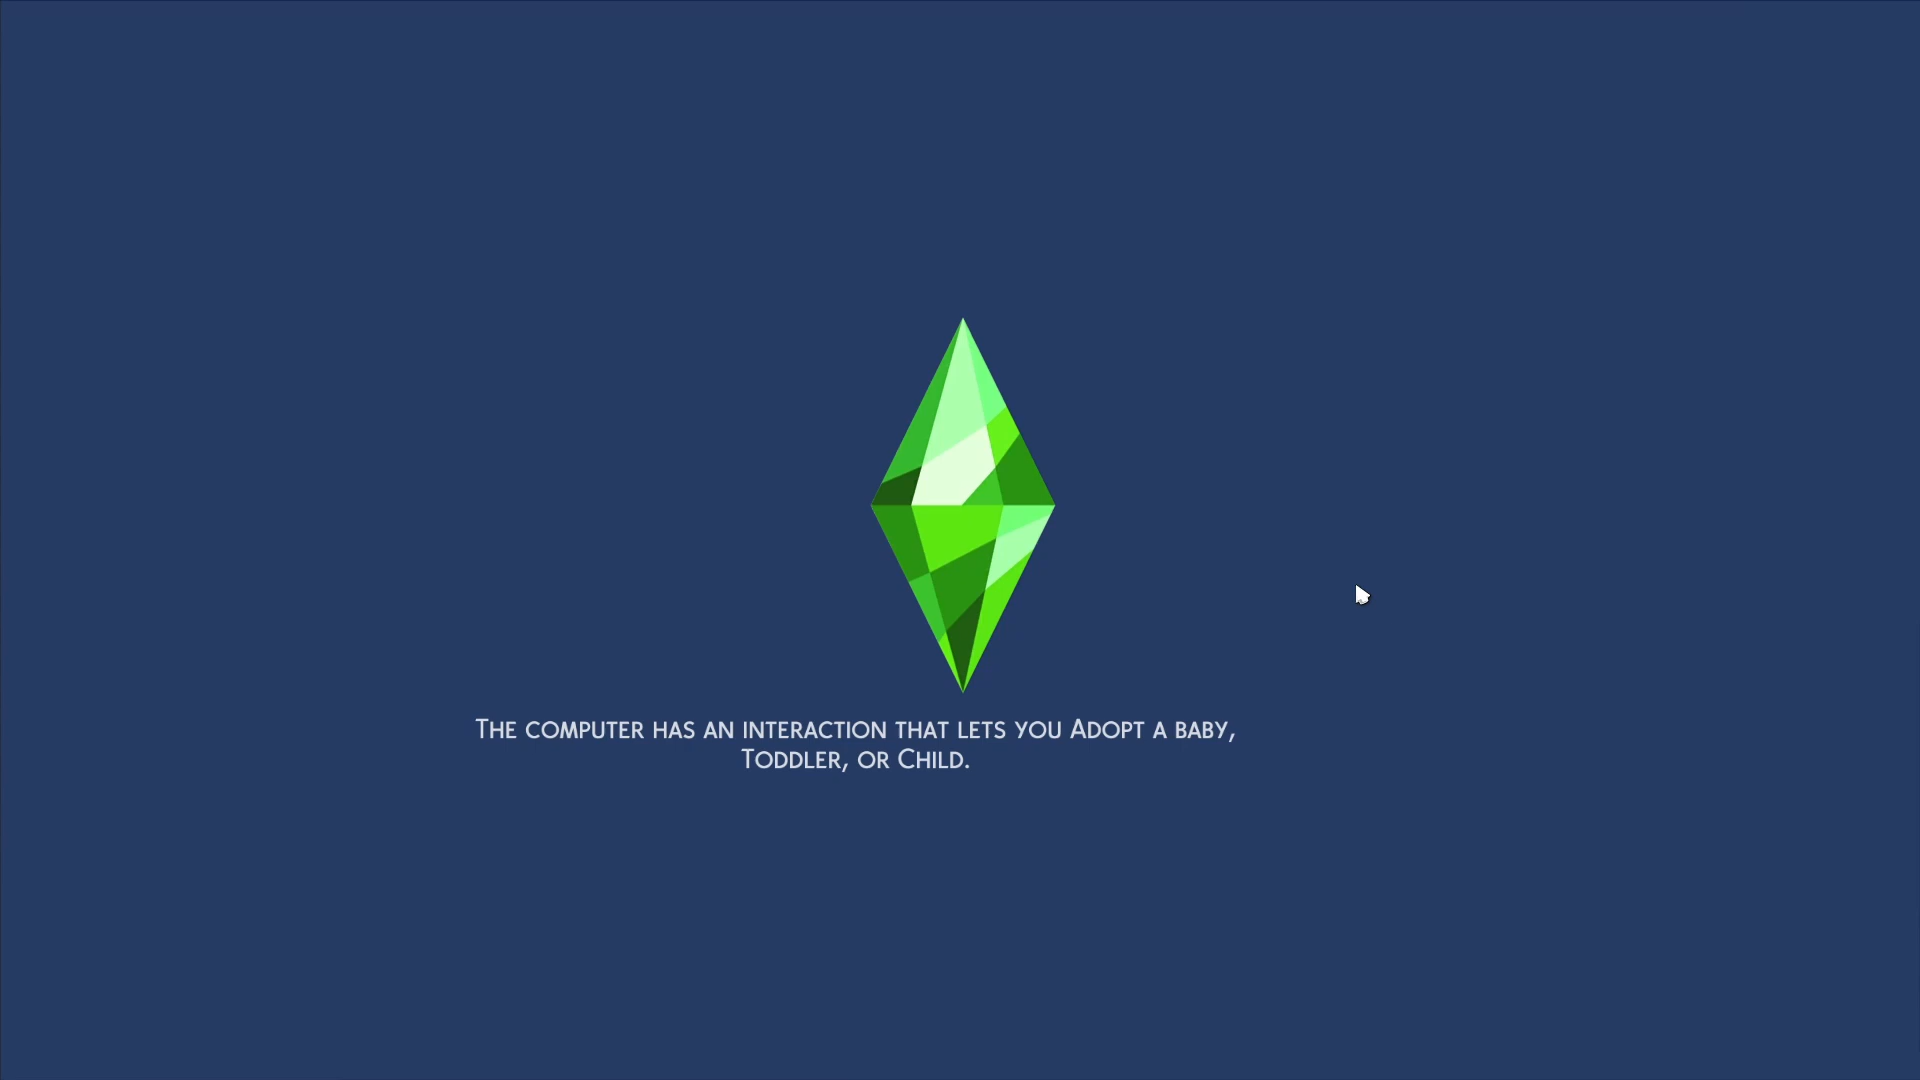 The computer has an interaction that lets you Adopt a baby,
Toddler, or Child.